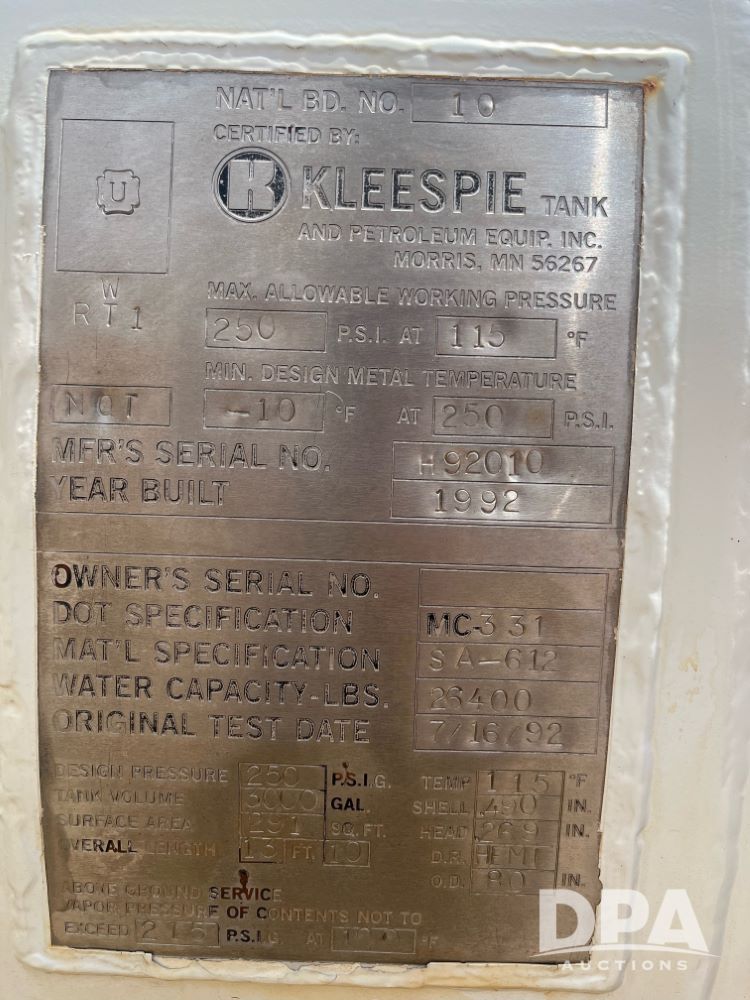 NAT'L BD. NO. 10
CERTIFIED BY:
U
K KLEESPIE TANK
AND PETROLEUM EQUIP. INC.
MORRIS, MN 56267
W
RT1
MAX. ALLOWABLE WORKING PRESSURE
250 P.S.I. AT 115 °F
MIN. DESIGN METAL TEMPERATURE
NOT -10 °F AT 250 P.S.I.
MFR'S SERIAL NO. H92010
YEAR BUILT 1992
OWNER'S SERIAL NO.
DOT SPECIFICATION MC-331
MAT'L SPECIFICATION SA-612
WATER CAPACITY-LBS. 26400
ORIGINAL TEST DATE 7/16/92
DESIGN PRESSURE 250 P.S.I.G. TEMP 115 °F
TANK VOLUME 3000 GAL. SHELL .490 IN.
SURFACE AREA 291 SQ. FT. HEAD .269 IN.
OVERALL LENGTH 13 FT. 10 D.R. HEMI
O.D. 80 IN.
ABOVE GROUND SERVICE
VAPOR PRESSURE OF CONTENTS NOT TO
EXCEED 215 P.S.I.G. AT °F
DPA
AUCTIONS